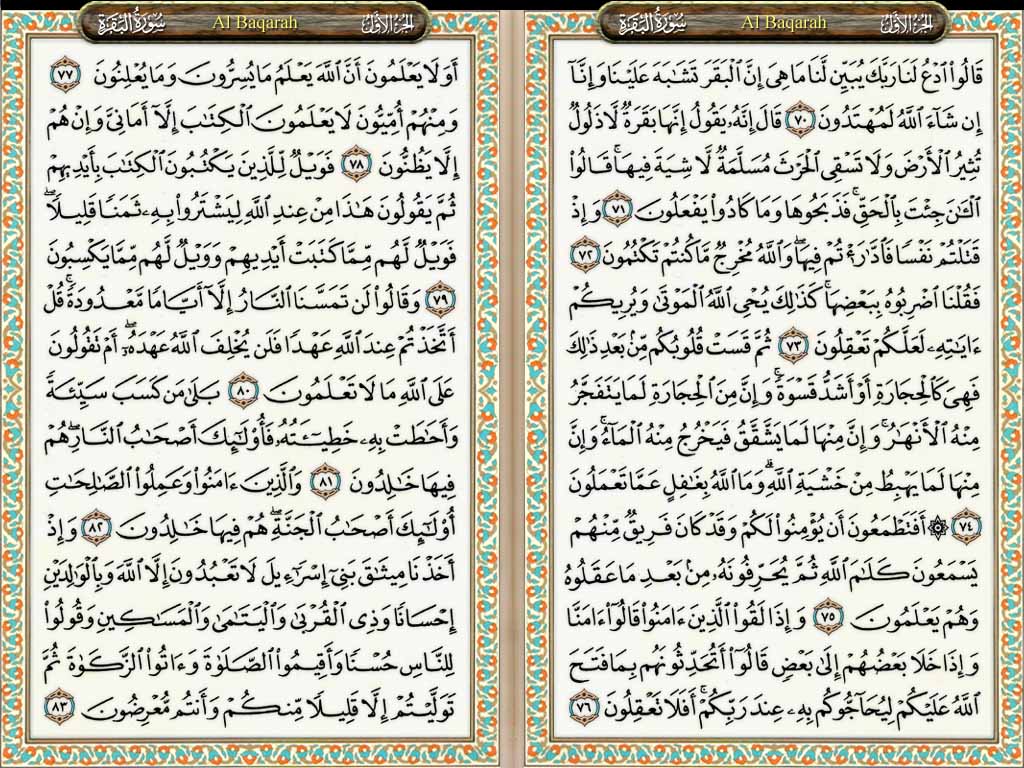 الجزء الأول
Al Baqarah
سورة البقرة
قَالُوا۟ ٱدْعُ لَنَا رَبَّكَ يُبَيِّن لَّنَا مَا هِىَ إِنَّ ٱلْبَقَرَ تَشَٰبَهَ عَلَيْنَا وَإِنَّآ
إِن شَآءَ ٱللَّهُ لَمُهْتَدُونَ ٧٠ قَالَ إِنَّهُۥ يَقُولُ إِنَّهَا بَقَرَةٌ لَّا ذَلُولٌ
تُثِيرُ ٱلْأَرْضَ وَلَا تَسْقِى ٱلْحَرْثَ مُسَلَّمَةٌ لَّا شِيَةَ فِيهَا ۚ قَالُوا۟
ٱلْـَٰٔنَ جِئْتَ بِٱلْحَقِّ ۚ فَذَبَحُوهَا وَمَا كَادُوا۟ يَفْعَلُونَ ٧١ وَإِذْ
قَتَلْتُمْ نَفْسًا فَٱدَّٰرَْٰٔتُمْ فِيهَا ۖ وَٱللَّهُ مُخْرِجٌ مَّا كُنتُمْ تَكْتُمُونَ ٧٢
فَقُلْنَا ٱضْرِبُوهُ بِبَعْضِهَا ۚ كَذَٰلِكَ يُحْىِ ٱللَّهُ ٱلْمَوْتَىٰ وَيُرِيكُمْ
ءَايَٰتِهِۦ لَعَلَّكُمْ تَعْقِلُونَ ٧٣ ثُمَّ قَسَتْ قُلُوبُكُم مِّنۢ بَعْدِ ذَٰلِكَ
فَهِىَ كَٱلْحِجَارَةِ أَوْ أَشَدُّ قَسْوَةً ۚ وَإِنَّ مِنَ ٱلْحِجَارَةِ لَمَا يَتَفَجَّرُ
مِنْهُ ٱلْأَنْهَٰرُ ۚ وَإِنَّ مِنْهَا لَمَا يَشَّقَّقُ فَيَخْرُجُ مِنْهُ ٱلْمَآءُ ۚ وَإِنَّ
مِنْهَا لَمَا يَهْبِطُ مِنْ خَشْيَةِ ٱللَّهِ ۗ وَمَا ٱللَّهُ بِغَٰفِلٍ عَمَّا تَعْمَلُونَ
٧٤ ۞ أَفَتَطْمَعُونَ أَن يُؤْمِنُوا۟ لَكُمْ وَقَدْ كَانَ فَرِيقٌ مِّنْهُمْ
يَسْمَعُونَ كَلَٰمَ ٱللَّهِ ثُمَّ يُحَرِّفُونَهُۥ مِنۢ بَعْدِ مَا عَقَلُوهُ
وَهُمْ يَعْلَمُونَ ٧٥ وَإِذَا لَقُوا۟ ٱلَّذِينَ ءَامَنُوا۟ قَالُوٓا۟ ءَامَنَّا
وَإِذَا خَلَا بَعْضُهُمْ إِلَىٰ بَعْضٍ قَالُوٓا۟ أَتُحَدِّثُونَهُم بِمَا فَتَحَ
ٱللَّهُ عَلَيْكُمْ لِيُحَآجُّوكُم بِهِۦ عِندَ رَبِّكُمْ ۚ أَفَلَا تَعْقِلُونَ ٧٦
الجزء الأول
Al Baqarah
سورة البقرة
أَوَلَا يَعْلَمُونَ أَنَّ ٱللَّهَ يَعْلَمُ مَا يُسِرُّونَ وَمَا يُعْلِنُونَ ٧٧
وَمِنْهُمْ أُمِّيُّونَ لَا يَعْلَمُونَ ٱلْكِتَٰبَ إِلَّآ أَمَانِىَّ وَإِنْ هُمْ
إِلَّا يَظُنُّونَ ٧٨ فَوَيْلٌ لِّلَّذِينَ يَكْتُبُونَ ٱلْكِتَٰبَ بِأَيْدِيهِمْ
ثُمَّ يَقُولُونَ هَٰذَا مِنْ عِندِ ٱللَّهِ لِيَشْتَرُوا۟ بِهِۦ ثَمَنًا قَلِيلًا ۖ
فَوَيْلٌ لَّهُم مِّمَّا كَتَبَتْ أَيْدِيهِمْ وَوَيْلٌ لَّهُم مِّمَّا يَكْسِبُونَ
٧٩ وَقَالُوا۟ لَن تَمَسَّنَا ٱلنَّارُ إِلَّآ أَيَّامًا مَّعْدُودَةً ۚ قُلْ
أَتَّخَذْتُمْ عِندَ ٱللَّهِ عَهْدًا فَلَن يُخْلِفَ ٱللَّهُ عَهْدَهُۥٓ ۖ أَمْ تَقُولُونَ
عَلَى ٱللَّهِ مَا لَا تَعْلَمُونَ ٨٠ بَلَىٰ مَن كَسَبَ سَيِّئَةً
وَأَحَٰطَتْ بِهِۦ خَطِيٓـَٔتُهُۥ فَأُو۟لَٰٓئِكَ أَصْحَٰبُ ٱلنَّارِ ۖ هُمْ
فِيهَا خَٰلِدُونَ ٨١ وَٱلَّذِينَ ءَامَنُوا۟ وَعَمِلُوا۟ ٱلصَّٰلِحَٰتِ
أُو۟لَٰٓئِكَ أَصْحَٰبُ ٱلْجَنَّةِ ۖ هُمْ فِيهَا خَٰلِدُونَ ٨٢ وَإِذْ
أَخَذْنَا مِيثَٰقَ بَنِىٓ إِسْرَٰٓءِيلَ لَا تَعْبُدُونَ إِلَّا ٱللَّهَ وَبِٱلْوَٰلِدَيْنِ
إِحْسَانًا وَذِى ٱلْقُرْبَىٰ وَٱلْيَتَٰمَىٰ وَٱلْمَسَٰكِينِ وَقُولُوا۟
لِلنَّاسِ حُسْنًا وَأَقِيمُوا۟ ٱلصَّلَوٰةَ وَءَاتُوا۟ ٱلزَّكَوٰةَ ثُمَّ
تَوَلَّيْتُمْ إِلَّا قَلِيلًا مِّنكُمْ وَأَنتُم مُّعْرِضُونَ ٨٣